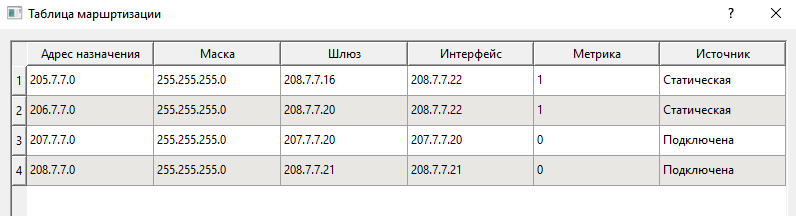 Таблица маршртизации
Адрес назначения Маска Шлюз Интерфейс Метрика Источник
1 205.7.7.0 255.255.255.0 208.7.7.16 208.7.7.22 1 Статическая
2 206.7.7.0 255.255.255.0 208.7.7.20 208.7.7.22 1 Статическая
3 207.7.7.0 255.255.255.0 207.7.7.20 207.7.7.20 0 Подключена
4 208.7.7.0 255.255.255.0 208.7.7.21 208.7.7.21 0 Подключена